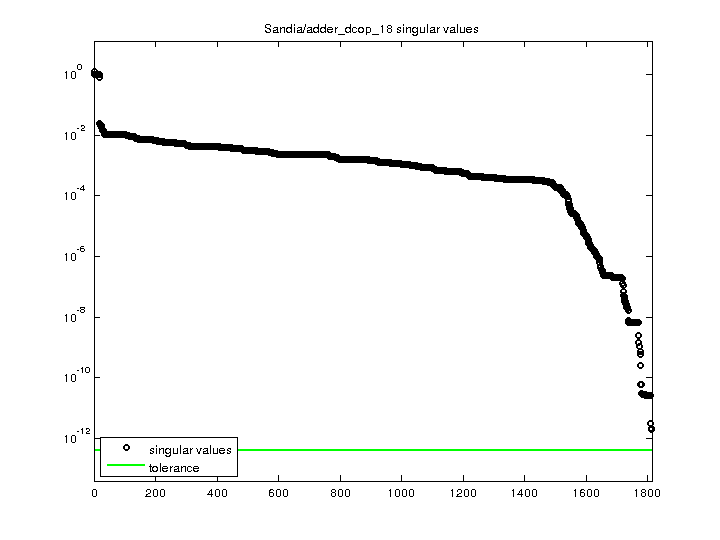 Sandia/adder_dcop_18 singular values
10^0
10^-2
10^-4
10^-6
10^-8
10^-10
10^-12
singular values
tolerance
0 200 400 600 800 1000 1200 1400 1600 1800